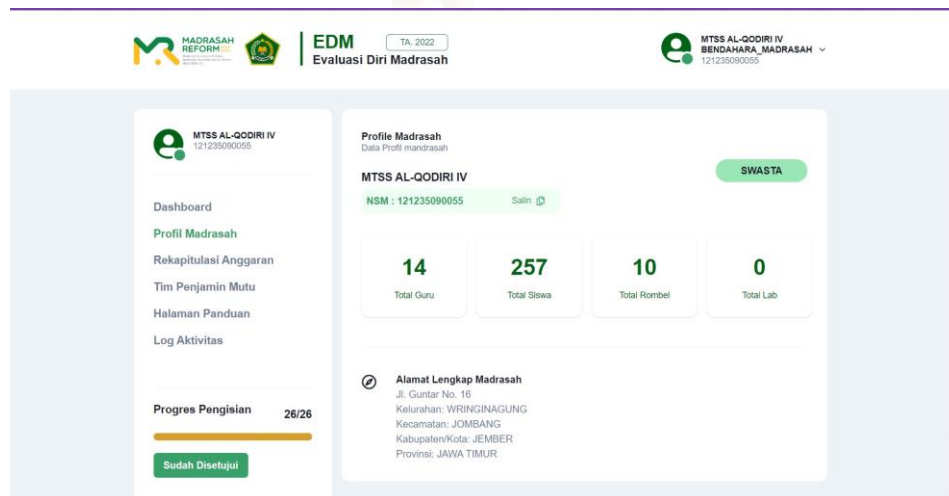 MADRASAH
REFORM
EDM
TA. 2022
Evaluasi Diri Madrasah
MTSS AL-QODIRI IV
BENDAHARA_MADRASAH
121235090055
MTSS AL-QODIRI IV
121235090055
Dashboard
Profil Madrasah
Rekapitulasi Anggaran
Tim Penjamin Mutu
Halaman Panduan
Log Aktivitas
Progres Pengisian
26/26
Sudah Disetujui
Profile Madrasah
Data Profil mandrasah
MTSS AL-QODIRI IV
SWASTA
NSM : 121235090055
Salin
14
Total Guru
257
Total Siswa
10
Total Rombel
0
Total Lab
Alamat Lengkap Madrasah
Jl. Guntar No. 16
Kelurahan: WRINGINAGUNG
Kecamatan: JOMBANG
Kabupaten/Kota: JEMBER
Provinsi: JAWA TIMUR